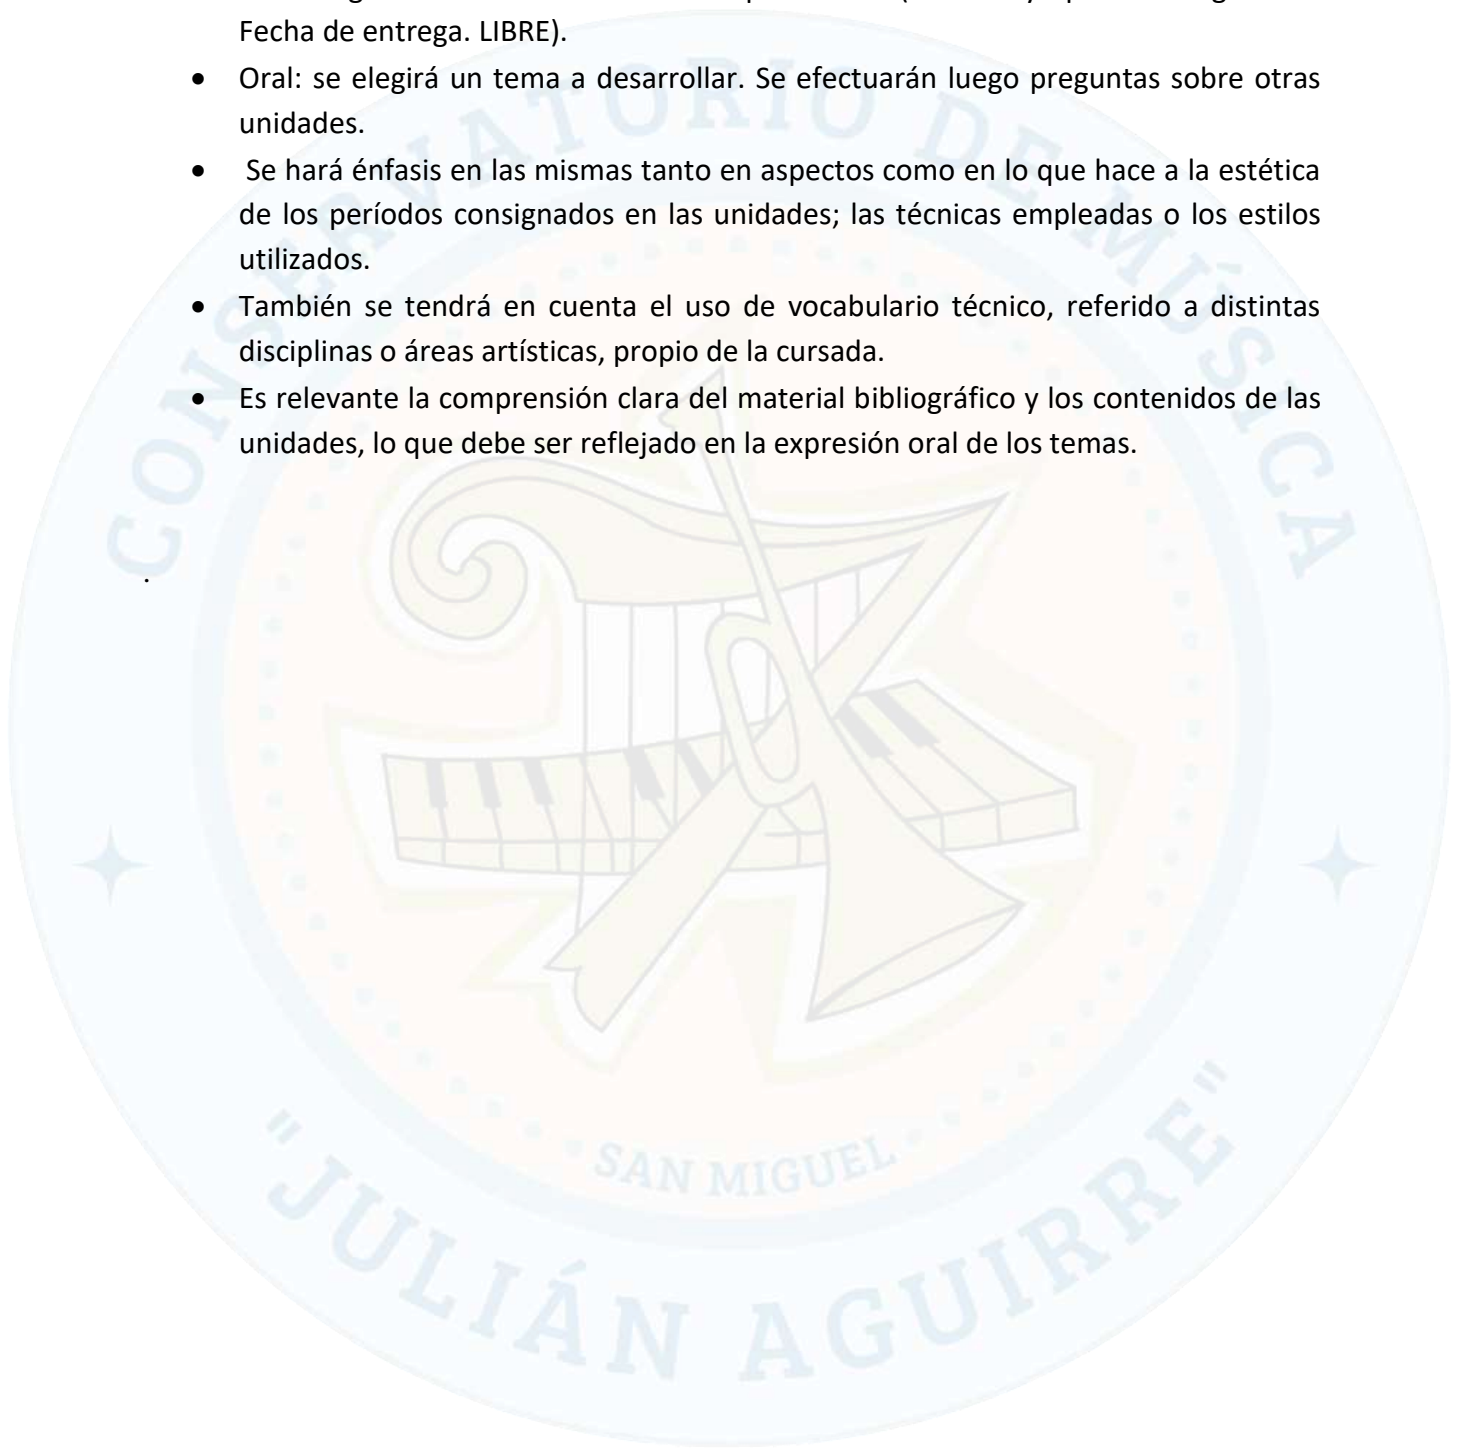 Fecha de entrega. LIBRE).
• Oral: se elegirá un tema a desarrollar. Se efectuarán luego preguntas sobre otras
unidades.
• Se hará énfasis en las mismas tanto en aspectos como en lo que hace a la estética
de los períodos consignados en las unidades; las técnicas empleadas o los estilos
utilizados.
• También se tendrá en cuenta el uso de vocabulario técnico, referido a distintas
disciplinas o áreas artísticas, propio de la cursada.
• Es relevante la comprensión clara del material bibliográfico y los contenidos de las
unidades, lo que debe ser reflejado en la expresión oral de los temas.
.
CONSERVATORIO DE MÚSICA
SAN MIGUEL
"JULIÁN AGUIRRE"